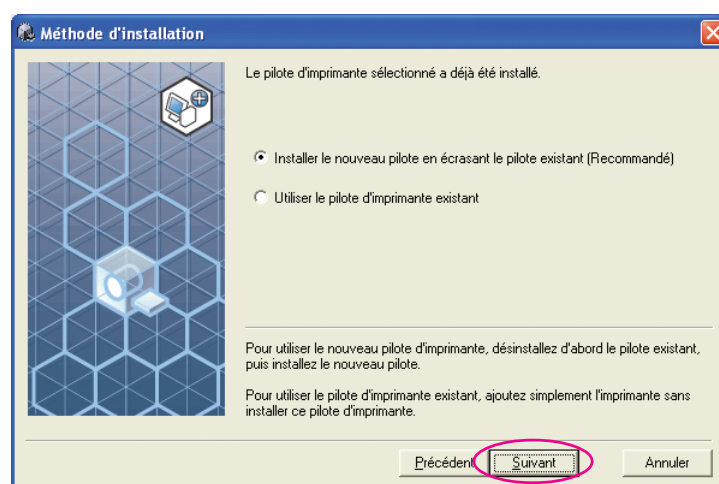 Méthode d'installation
Le pilote d'imprimante sélectionné a déjà été installé.
Installer le nouveau pilote en écrasant le pilote existant (Recommandé)
Utiliser le pilote d'imprimante existant
Pour utiliser le nouveau pilote d'imprimante, désinstallez d'abord le pilote existant,
puis installez le nouveau pilote.
Pour utiliser le pilote d'imprimante existant, ajoutez simplement l'imprimante sans
installer ce pilote d'imprimante.
Précédent Suivant Annuler